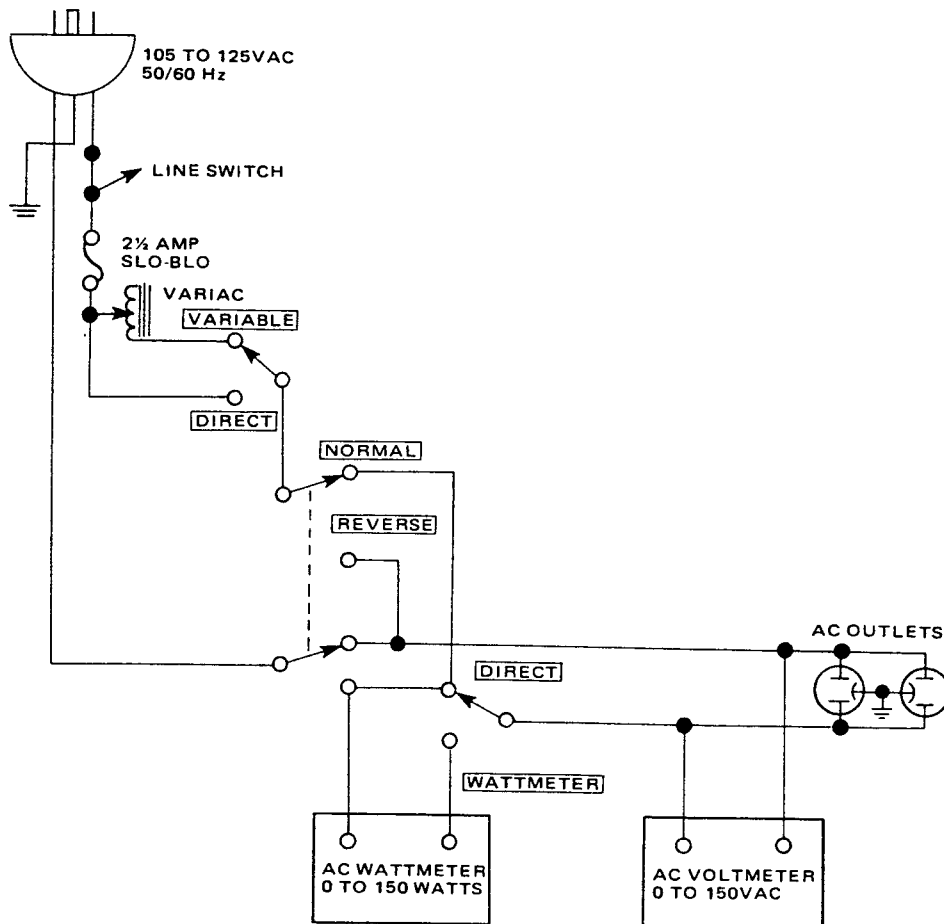 105 TO 125VAC
50/60 Hz
LINE SWITCH
2½ AMP
SLO-BLO
VARIAC
VARIABLE
DIRECT
NORMAL
REVERSE
AC OUTLETS
DIRECT
WATTMETER
AC WATTMETER
0 TO 150 WATTS
AC VOLTMETER
0 TO 150VAC